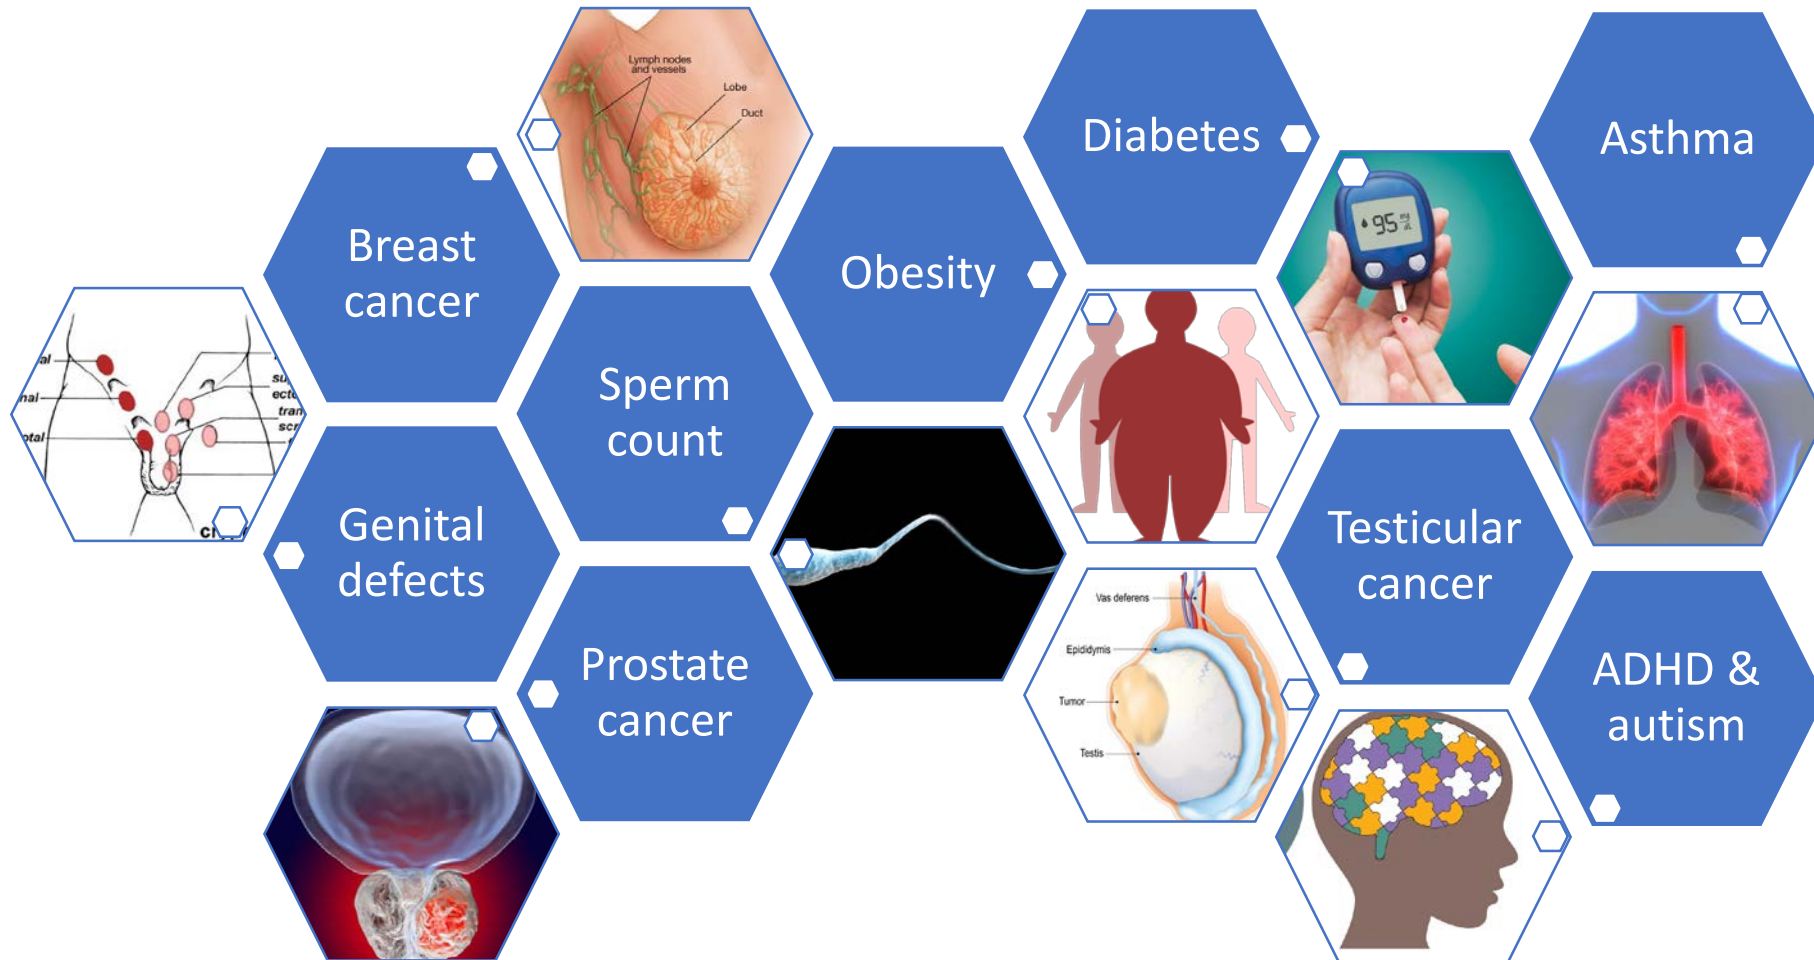 Lymph nodes
and vessels
Lobe
Duct
Diabetes
Asthma
Breast
cancer
Obesity
95
Sperm
count
Genital
defects
Testicular
cancer
Vas deferens
Epididymis
Tumor
Testis
Prostate
cancer
ADHD &
autism